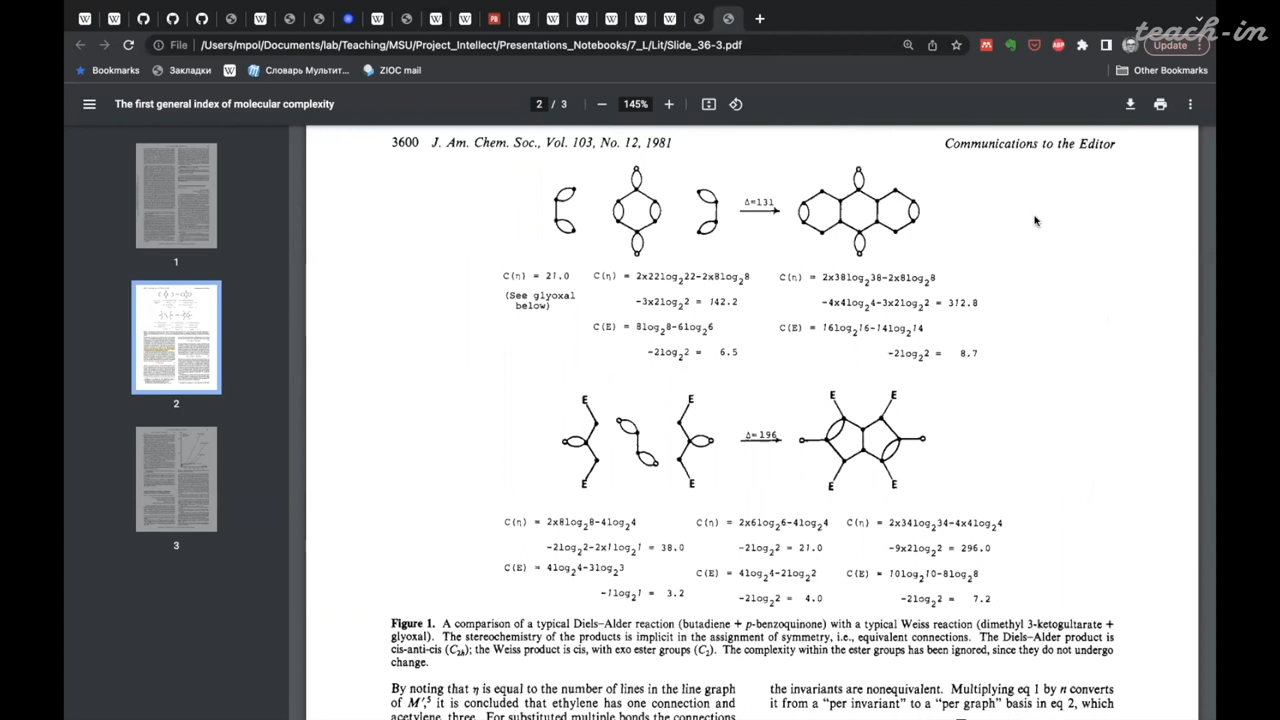 teach-in
File /Users/mpol/Documents/lab/Teaching/MSU/Project_Intellect/Presentations_Notebooks/7_L/Lit/Slide_36-3.pdf
Update
Bookmarks Закладки W Словарь Мультит... ZIOC mail Other Bookmarks
The first general index of molecular complexity 2 / 3 145%
1
2
3
3600 J. Am. Chem. Soc., Vol. 103, No. 12, 1981 Communications to the Editor
Δ=131
C(η) = 21.0 C(η) = 2x22log₂22-2x8log₂8 C(η) = 2x38log₂38-2x8log₂8
(See glyoxal below) -3x2log₂2 = 142.2 -4x4log₂4-3x2log₂2 = 312.8
C(E) = 8log₂8-6log₂6 C(E) = 16log₂16-14log₂14
-2log₂2 = 6.5 -2log₂2 = 8.7
E E E E
Δ=196
E E E E
C(η) = 2x8log₂8-4log₂4 C(η) = 2x6log₂6-4log₂4 C(η) = 2x34log₂34-4x4log₂4
-2log₂2-2x1log₂1 = 38.0 -2log₂2 = 21.0 -9x2log₂2 = 296.0
C(E) = 4log₂4-3log₂3 C(E) = 4log₂4-2log₂2 C(E) = 10log₂10-8log₂8
-1log₂1 = 3.2 -2log₂2 = 4.0 -2log₂2 = 7.2
Figure 1. A comparison of a typical Diels-Alder reaction (butadiene + p-benzoquinone) with a typical Weiss reaction (dimethyl 3-ketogultarate +
glyoxal). The stereochemistry of the products is implicit in the assignment of symmetry, i.e., equivalent connections. The Diels-Alder product is
cis-anti-cis (C₂ₕ); the Weiss product is cis, with exo ester groups (C₂). The complexity within the ester groups has been ignored, since they do not undergo
change.
By noting that η is equal to the number of lines in the line graph
of M′,⁵ it is concluded that ethylene has one connection and
acetylene, three. For substituted multiple bonds the connections
the invariants are nonequivalent. Multiplying eq 1 by n converts
it from a "per invariant" to a "per graph" basis in eq 2, which